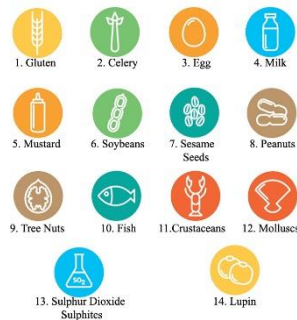 1. Gluten
2. Celery
3. Egg
4. Milk
5. Mustard
6. Soybeans
7. Sesame
Seeds
8. Peanuts
9. Tree Nuts
10. Fish
11.Crustaceans
12. Molluscs
SO2
13. Sulphur Dioxide
Sulphites
14. Lupin